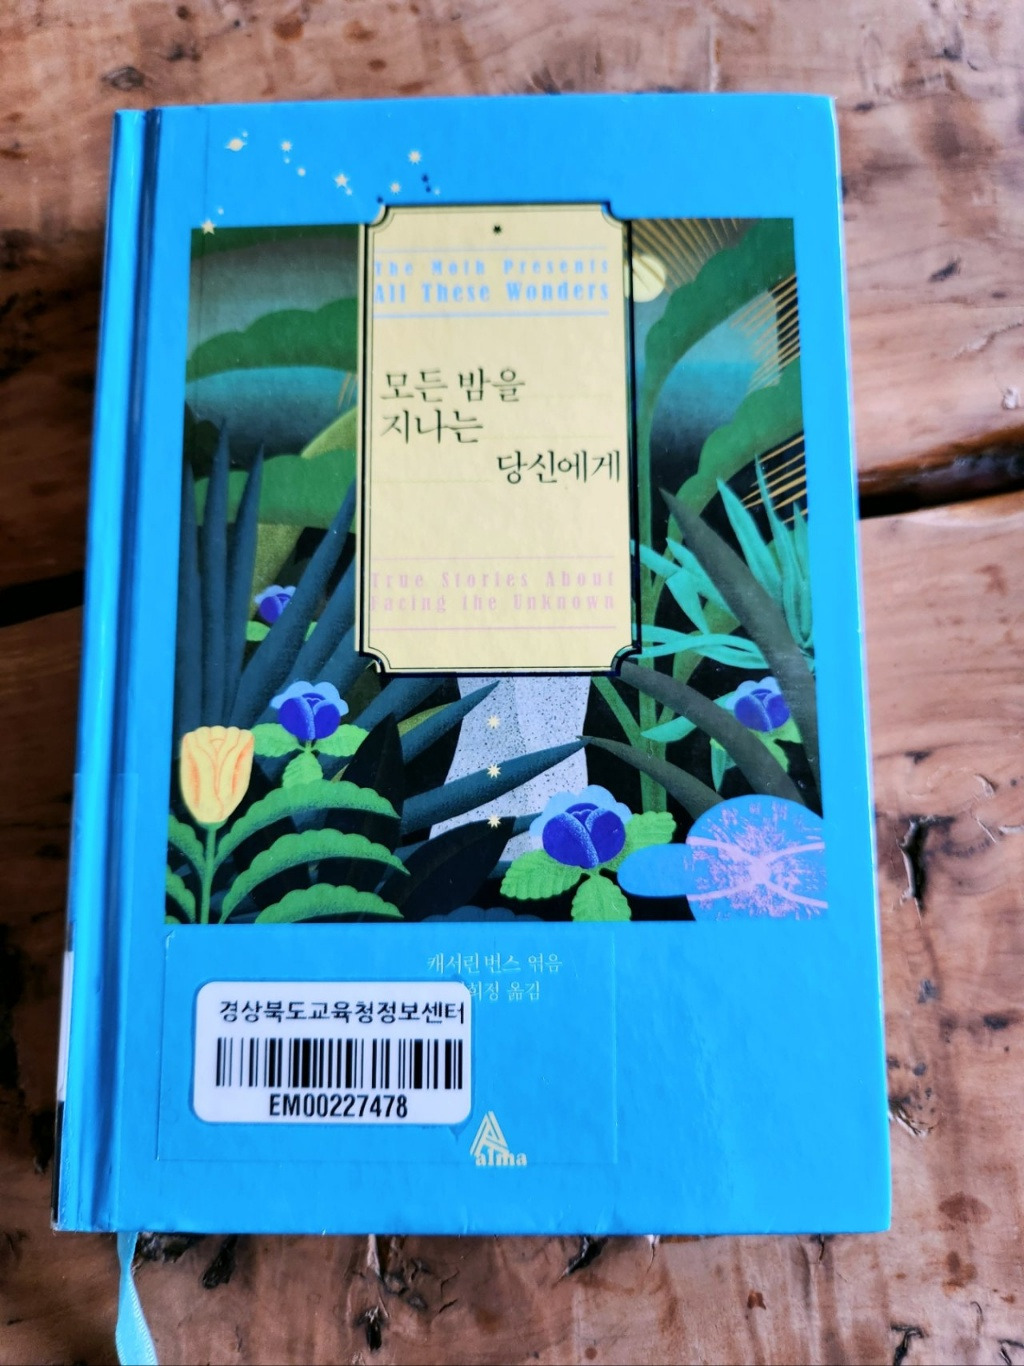 The Moth Presents
All These Wonders
모든 밤을
지나는
당신에게
True Stories About
Facing the Unknown
캐서린 번스 엮음
옮김
경상북도교육청정보센터
EM00227478
alma